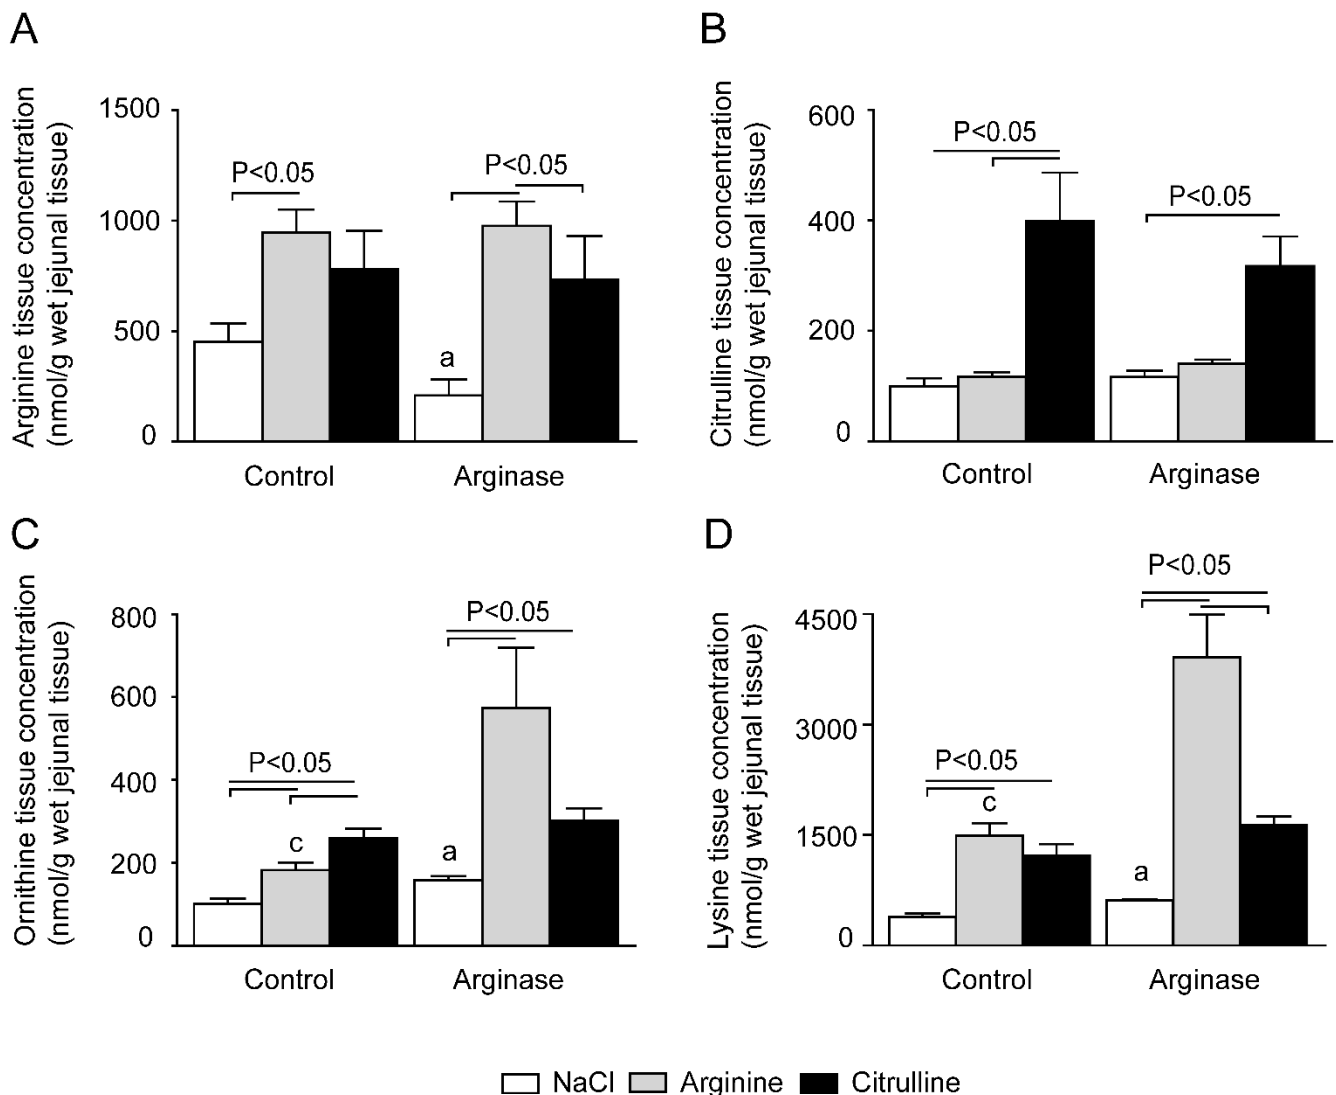 A
Arginine tissue concentration
(nmol/g wet jejunal tissue)
1500
1000
500
0
P<0.05
P<0.05
a
Control
Arginase
B
Citrulline tissue concentration
(nmol/g wet jejunal tissue)
600
400
200
0
P<0.05
P<0.05
Control
Arginase
C
Ornithine tissue concentration
(nmol/g wet jejunal tissue)
800
600
400
200
0
P<0.05
c
P<0.05
a
Control
Arginase
D
Lysine tissue concentration
(nmol/g wet jejunal tissue)
4500
3000
1500
0
P<0.05
c
P<0.05
a
Control
Arginase
NaCl Arginine Citrulline